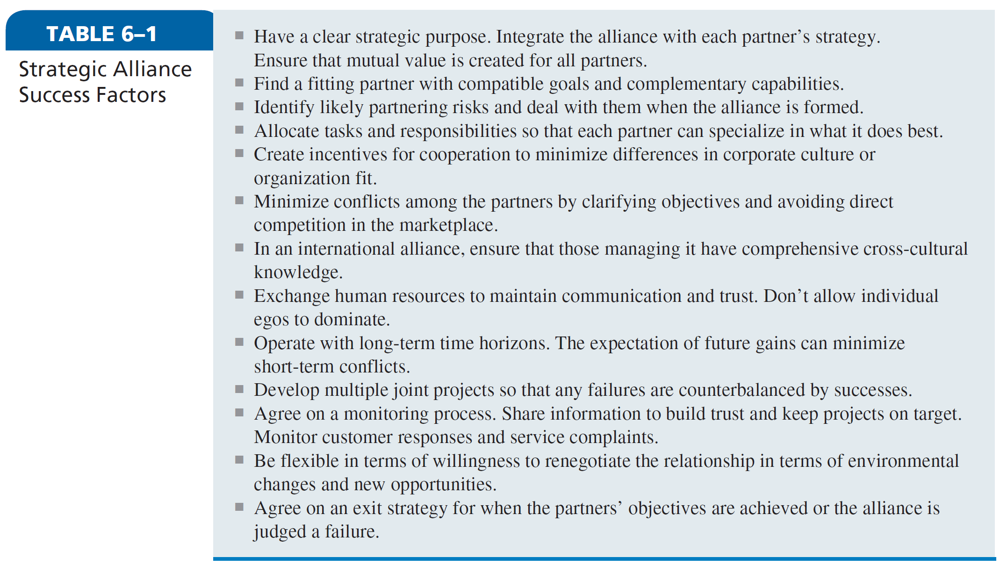 TABLE 6–1
Strategic Alliance
Success Factors
■ Have a clear strategic purpose. Integrate the alliance with each partner’s strategy.
Ensure that mutual value is created for all partners.
■ Find a fitting partner with compatible goals and complementary capabilities.
■ Identify likely partnering risks and deal with them when the alliance is formed.
■ Allocate tasks and responsibilities so that each partner can specialize in what it does best.
■ Create incentives for cooperation to minimize differences in corporate culture or
organization fit.
■ Minimize conflicts among the partners by clarifying objectives and avoiding direct
competition in the marketplace.
■ In an international alliance, ensure that those managing it have comprehensive cross-cultural
knowledge.
■ Exchange human resources to maintain communication and trust. Don’t allow individual
egos to dominate.
■ Operate with long-term time horizons. The expectation of future gains can minimize
short-term conflicts.
■ Develop multiple joint projects so that any failures are counterbalanced by successes.
■ Agree on a monitoring process. Share information to build trust and keep projects on target.
Monitor customer responses and service complaints.
■ Be flexible in terms of willingness to renegotiate the relationship in terms of environmental
changes and new opportunities.
■ Agree on an exit strategy for when the partners’ objectives are achieved or the alliance is
judged a failure.